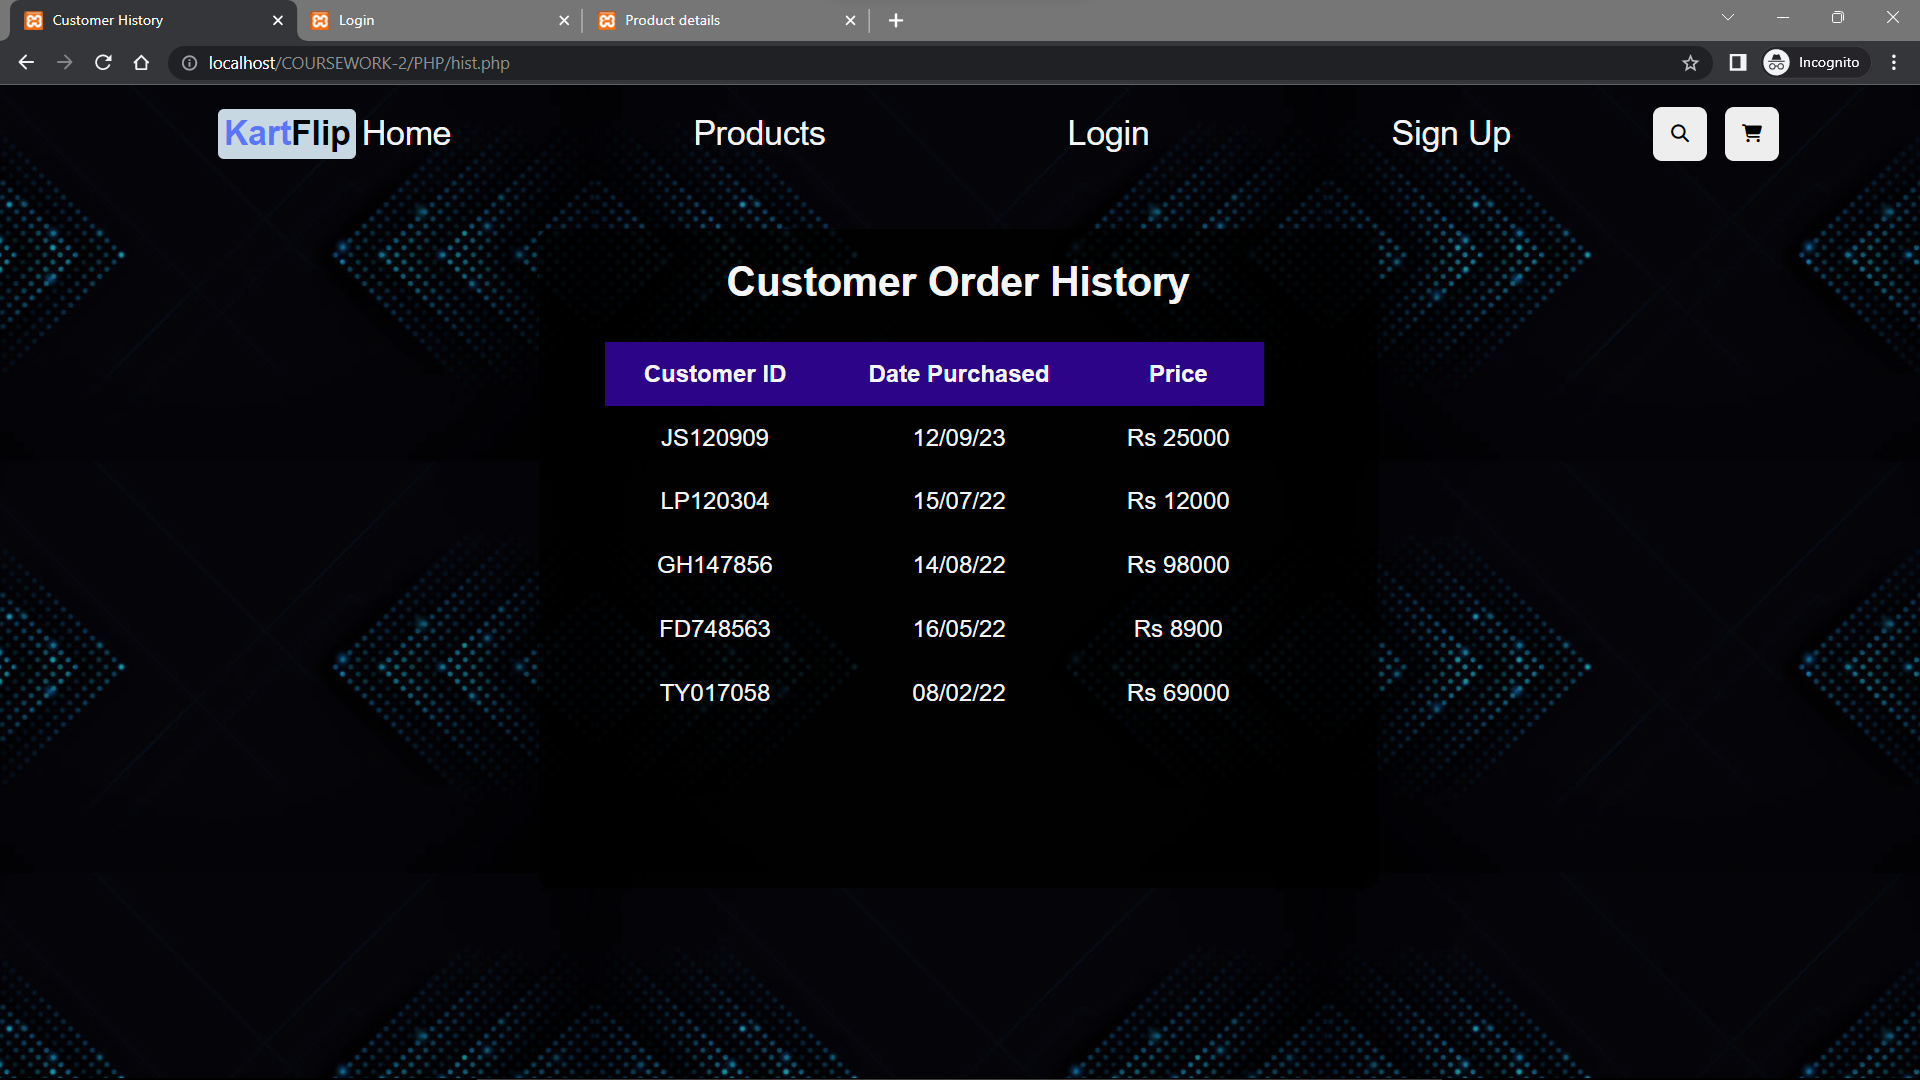 Customer History
Login
Product details
localhost/COURSEWORK-2/PHP/hist.php
Incognito
KartFlip Home Products Login Sign Up
Customer Order History
Customer ID Date Purchased Price
JS120909 12/09/23 Rs 25000
LP120304 15/07/22 Rs 12000
GH147856 14/08/22 Rs 98000
FD748563 16/05/22 Rs 8900
TY017058 08/02/22 Rs 69000